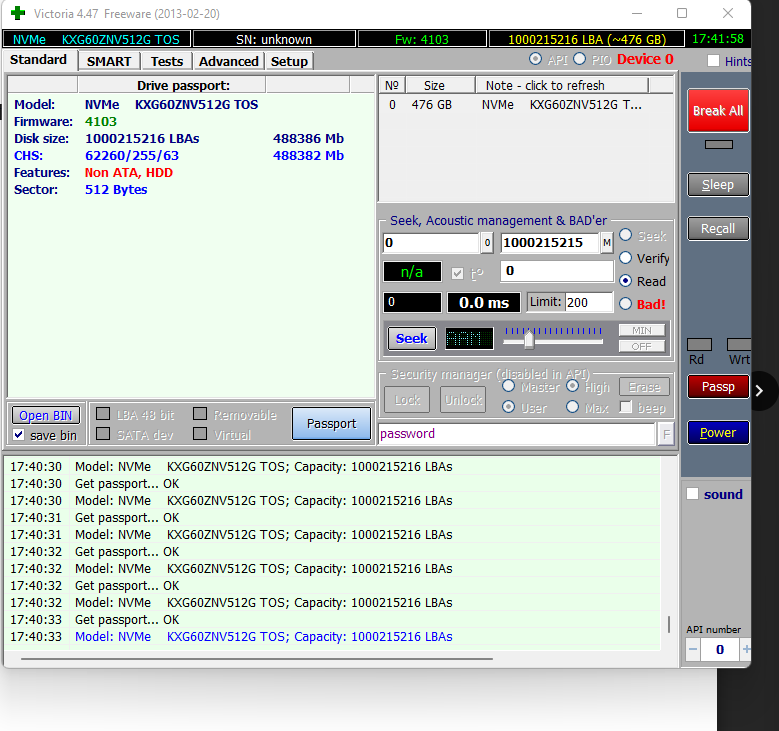 Victoria 4.47 Freeware (2013-02-20)
NVMe KXG60ZNV512G TOS SN: unknown Fw: 4103 1000215216 LBA (~476 GB) 17:41:58
Standard SMART Tests Advanced Setup API PIO Device 0 Hints
Drive passport:
Model: NVMe KXG60ZNV512G TOS
Firmware: 4103
Disk size: 1000215216 LBAs 488386 Mb
CHS: 62260/255/63 488382 Mb
Features: Non ATA, HDD
Sector: 512 Bytes
Nº Size Note - click to refresh
0 476 GB NVMe KXG60ZNV512G T...
Break All
Sleep
Recall
Seek, Acoustic management & BAD'er
0 0 1000215215 M Seek
n/a t° 0 Verify
Read
0 0.0 ms Limit: 200 Bad!
Seek AAM MIN
OFF
Rd Wrt
Security manager (disabled in API)
Lock Unlock Master High Erase
User Max beep
Passp
password F
Power
Open BIN LBA 48 bit Removable Passport
save bin SATA dev Virtual
17:40:30 Model: NVMe KXG60ZNV512G TOS; Capacity: 1000215216 LBAs
17:40:30 Get passport... OK
17:40:30 Model: NVMe KXG60ZNV512G TOS; Capacity: 1000215216 LBAs
17:40:31 Get passport... OK
17:40:31 Model: NVMe KXG60ZNV512G TOS; Capacity: 1000215216 LBAs
17:40:32 Get passport... OK
17:40:32 Model: NVMe KXG60ZNV512G TOS; Capacity: 1000215216 LBAs
17:40:32 Get passport... OK
17:40:32 Model: NVMe KXG60ZNV512G TOS; Capacity: 1000215216 LBAs
17:40:33 Get passport... OK
17:40:33 Model: NVMe KXG60ZNV512G TOS; Capacity: 1000215216 LBAs
sound
API number
− 0 +